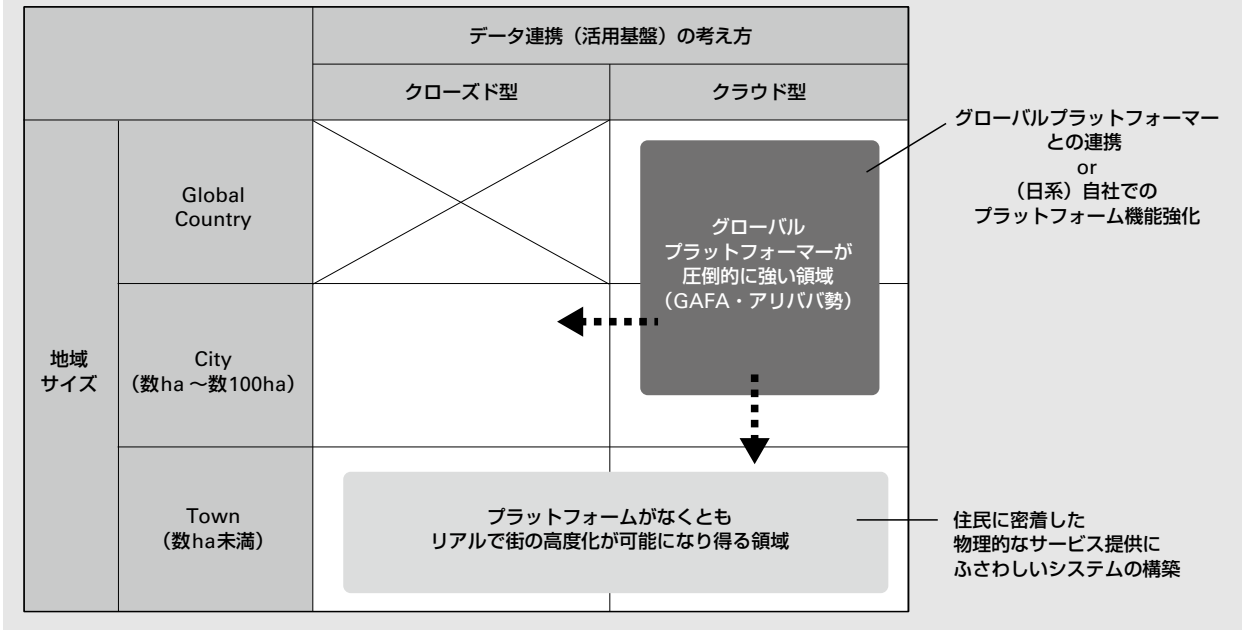 データ連携（活用基盤）の考え方
クローズド型
クラウド型
地域
サイズ
Global
Country
City
（数ha ～数100ha）
Town
（数ha未満）
グローバル
プラットフォーマーが
圧倒的に強い領域
（GAFA・アリババ勢）
プラットフォームがなくとも
リアルで街の高度化が可能になり得る領域
グローバルプラットフォーマー
との連携
or
（日系）自社での
プラットフォーム機能強化
住民に密着した
物理的なサービス提供に
ふさわしいシステムの構築